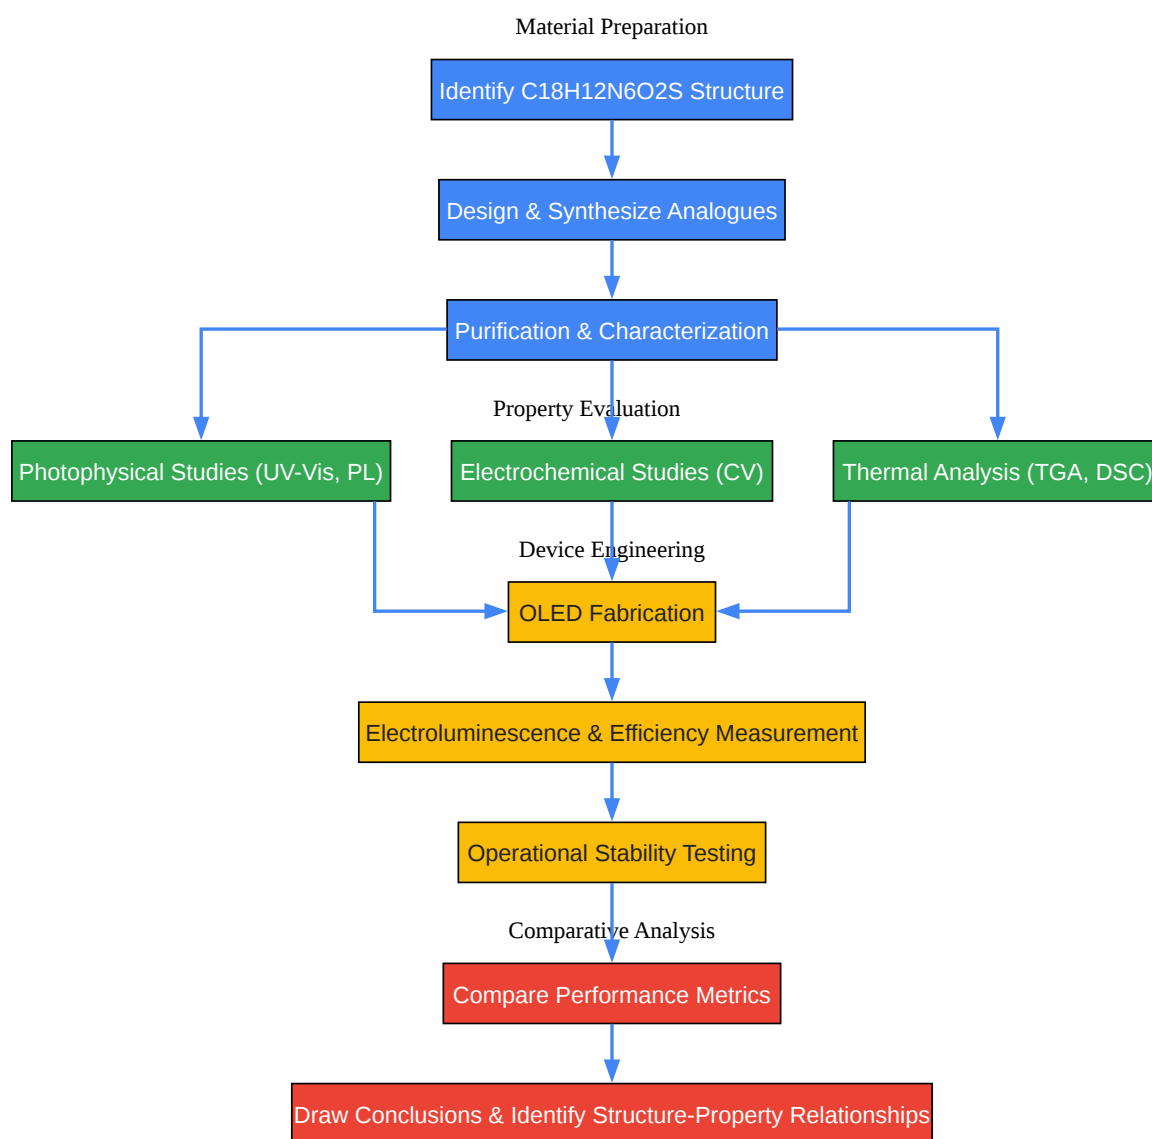 Material Preparation
Identify C18H12N6O2S Structure
Design & Synthesize Analogues
Purification & Characterization
Property Evaluation
Photophysical Studies (UV-Vis, PL)
Electrochemical Studies (CV)
Thermal Analysis (TGA, DSC)
Device Engineering
OLED Fabrication
Electroluminescence & Efficiency Measurement
Operational Stability Testing
Comparative Analysis
Compare Performance Metrics
Draw Conclusions & Identify Structure-Property Relationships